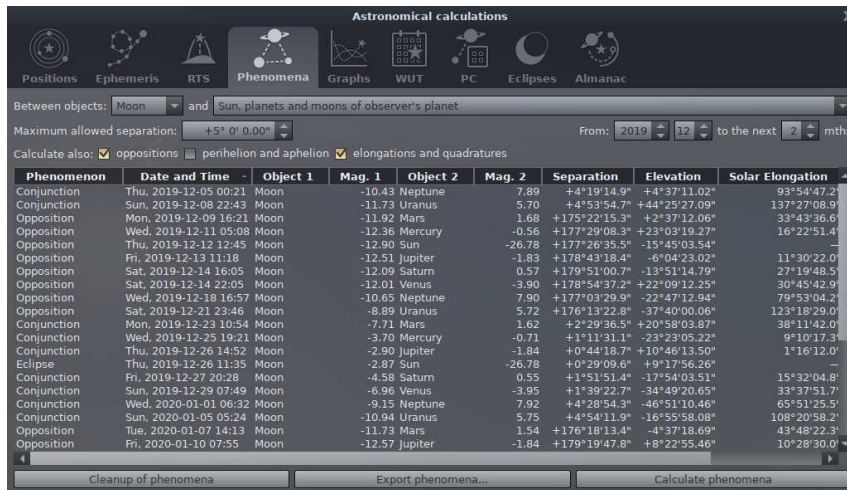 Astronomical calculations
Positions Ephemeris RTS Phenomena Graphs WUT PC Eclipses Almanac
Between objects: Moon and Sun, planets and moons of observer's planet
Maximum allowed separation: +5° 0' 0.00" From: 2019 12 to the next 2 mths
Calculate also: oppositions perihelion and aphelion elongations and quadratures
Phenomenon Date and Time Object 1 Mag. 1 Object 2 Mag. 2 Separation Elevation Solar Elongation
Conjunction Thu, 2019-12-05 00:21 Moon -10.43 Neptune 7.89 +4°19'14.9" +4°37'11.02" 93°54'47.2"
Conjunction Sun, 2019-12-08 22:43 Moon -11.73 Uranus 5.70 +4°53'54.7" +44°25'27.09" 137°27'08.9"
Opposition Mon, 2019-12-09 16:21 Moon -11.92 Mars 1.68 +175°22'15.3" +2°37'12.06" 33°43'36.6"
Opposition Wed, 2019-12-11 05:08 Moon -12.36 Mercury -0.56 +177°29'08.3" +23°03'19.27" 16°22'51.4"
Opposition Thu, 2019-12-12 12:45 Moon -12.90 Sun -26.78 +177°26'35.5" -15°45'03.54" —
Opposition Fri, 2019-12-13 11:18 Moon -12.51 Jupiter -1.83 +178°43'18.4" -6°04'23.02" 11°30'22.0"
Opposition Sat, 2019-12-14 16:05 Moon -12.09 Saturn 0.57 +179°51'00.7" -13°51'14.79" 27°19'48.5"
Opposition Sat, 2019-12-14 22:05 Moon -12.01 Venus -3.90 +178°54'37.2" +22°09'12.25" 30°45'42.9"
Opposition Wed, 2019-12-18 16:57 Moon -10.65 Neptune 7.90 +177°03'29.9" -22°47'12.94" 79°53'04.2"
Opposition Sat, 2019-12-21 23:46 Moon -8.89 Uranus 5.72 +176°13'22.8" -37°40'00.06" 123°18'29.0"
Conjunction Mon, 2019-12-23 10:54 Moon -7.71 Mars 1.62 +2°29'36.5" +20°58'03.87" 38°11'42.0"
Conjunction Wed, 2019-12-25 19:21 Moon -3.70 Mercury -0.71 +1°11'31.1" -23°23'05.22" 9°10'17.3"
Conjunction Thu, 2019-12-26 14:52 Moon -2.90 Jupiter -1.84 +0°44'18.7" +10°46'13.50" 1°16'12.0"
Eclipse Thu, 2019-12-26 11:35 Moon -2.87 Sun -26.78 +0°29'09.6" +9°17'56.26" —
Conjunction Fri, 2019-12-27 20:28 Moon -4.58 Saturn 0.55 +1°51'51.4" -17°54'03.51" 15°32'04.8"
Conjunction Sun, 2019-12-29 07:49 Moon -6.96 Venus -3.95 +1°39'22.7" -34°49'20.65" 33°37'51.7"
Conjunction Wed, 2020-01-01 06:32 Moon -9.15 Neptune 7.92 +4°28'54.3" -46°51'10.46" 65°51'25.5"
Conjunction Sun, 2020-01-05 05:24 Moon -10.94 Uranus 5.75 +4°54'11.9" -16°55'58.08" 108°20'58.2"
Opposition Tue, 2020-01-07 14:13 Moon -11.73 Mars 1.54 +176°18'13.4" -4°37'18.69" 43°48'22.3"
Opposition Fri, 2020-01-10 07:55 Moon -12.57 Jupiter -1.84 +179°19'47.8" +8°22'55.46" 10°28'30.0"
Cleanup of phenomena Export phenomena... Calculate phenomena